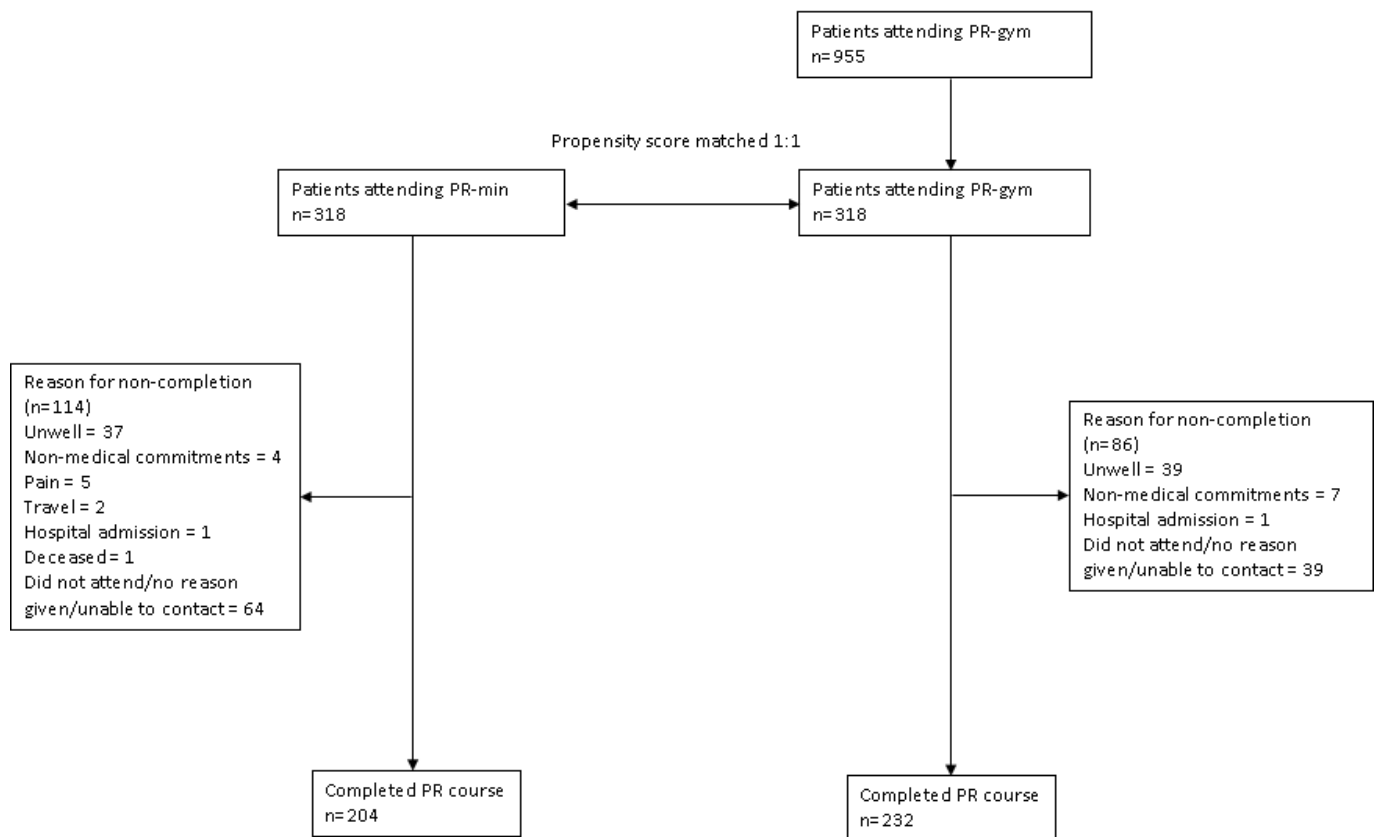 Patients attending PR-gym
n=955
Propensity score matched 1:1
Patients attending PR-min
n=318
Patients attending PR-gym
n=318
Reason for non-completion
(n=114)
Unwell = 37
Non-medical commitments = 4
Pain = 5
Travel = 2
Hospital admission = 1
Deceased = 1
Did not attend/no reason
given/unable to contact = 64
Reason for non-completion
(n=86)
Unwell = 39
Non-medical commitments = 7
Hospital admission = 1
Did not attend/no reason
given/unable to contact = 39
Completed PR course
n=204
Completed PR course
n=232